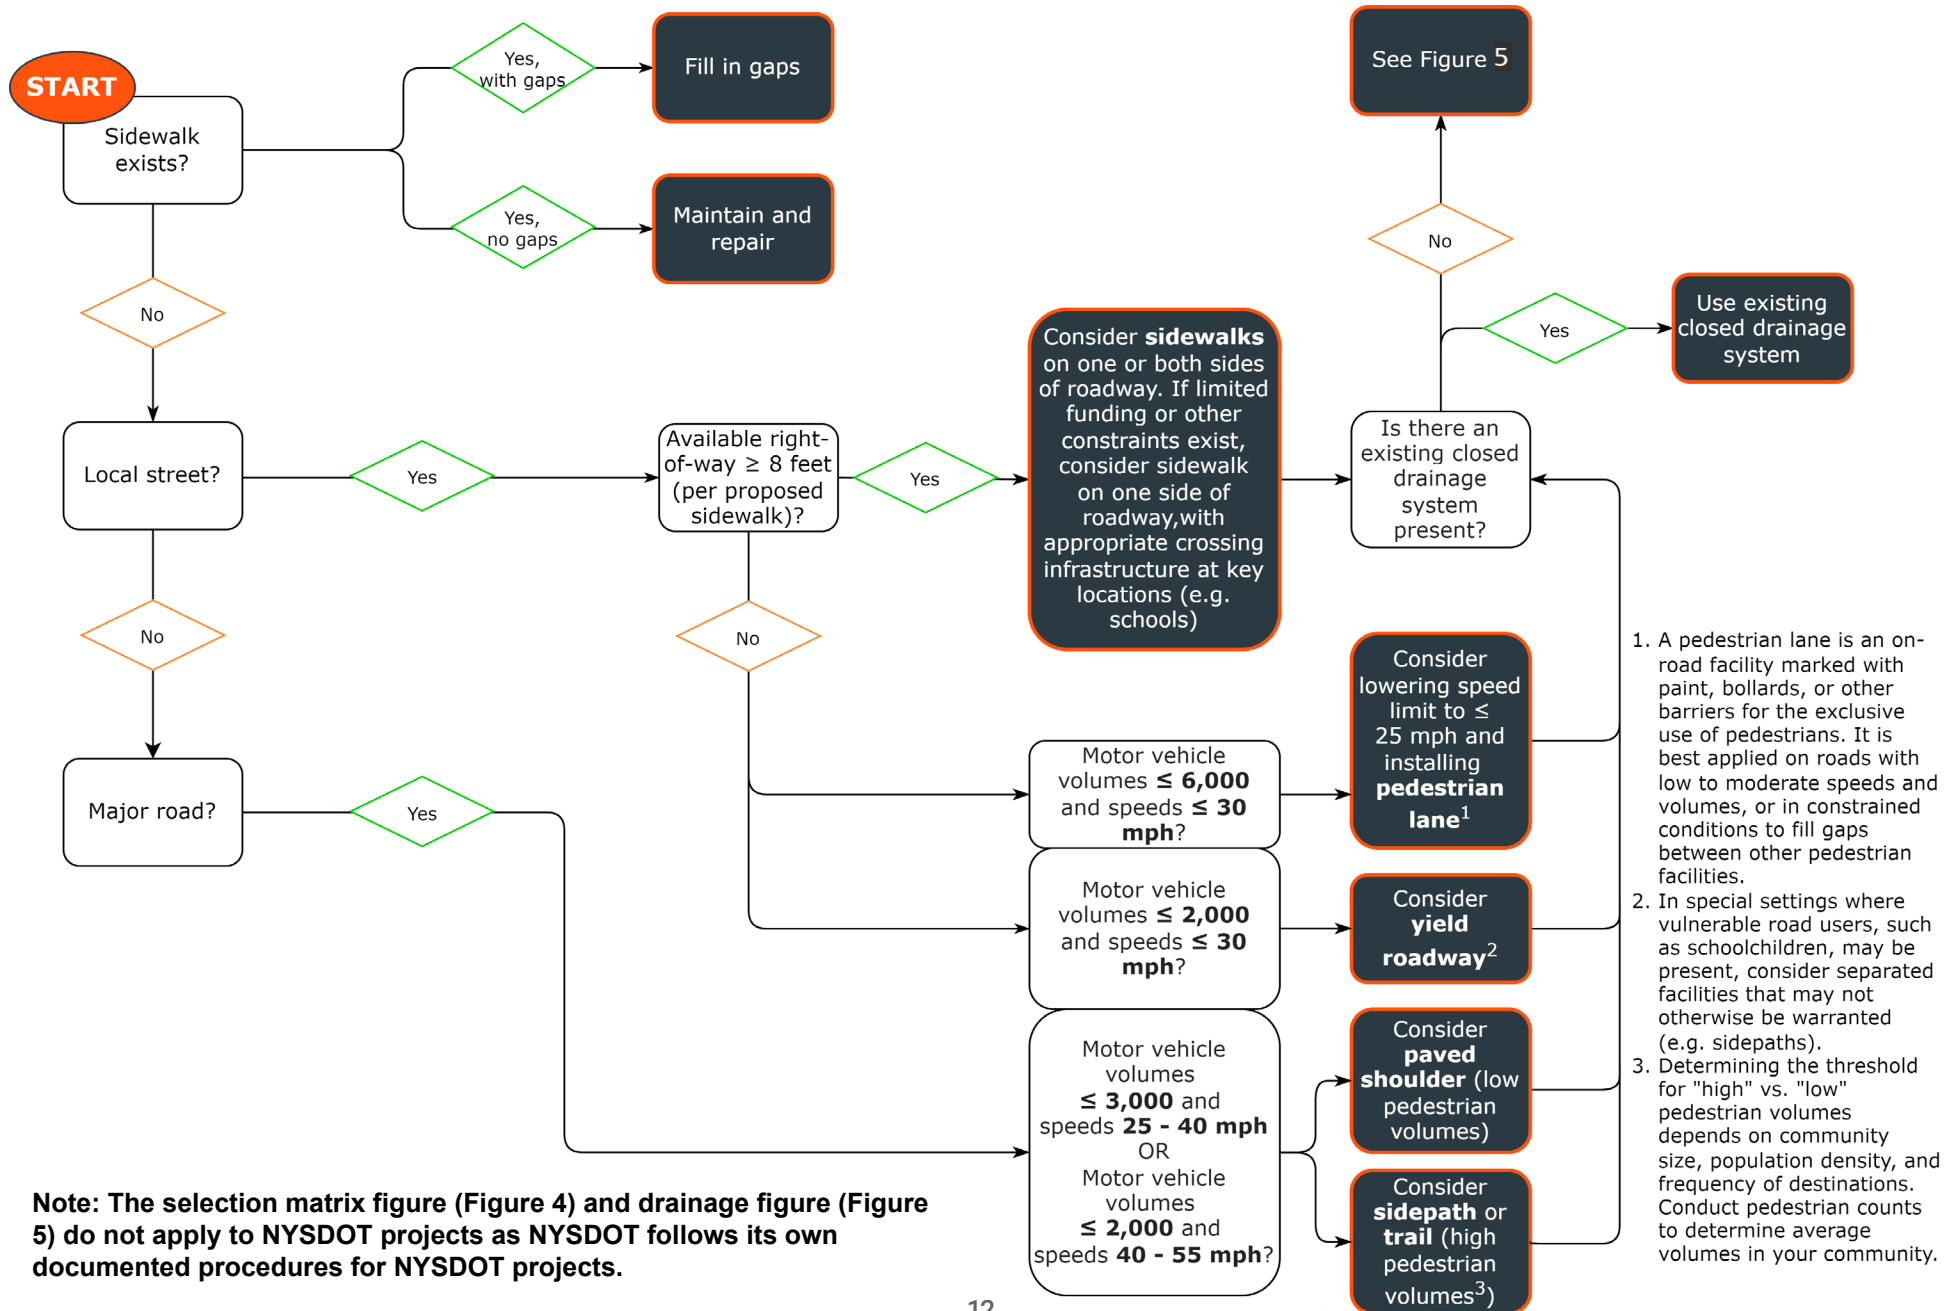 START
Sidewalk
exists?
Yes,
with gaps
Fill in gaps
Yes,
no gaps
Maintain and
repair
No
Local street?
Yes
Available right-
of-way ≥ 8 feet
(per proposed
sidewalk)?
Yes
Consider sidewalks
on one or both sides
of roadway. If limited
funding or other
constraints exist,
consider sidewalk
on one side of
roadway,with
appropriate crossing
infrastructure at key
locations (e.g.
schools)
Is there an
existing closed
drainage
system
present?
No
See Figure 5
Yes
Use existing
closed drainage
system
No
Major road?
Yes
No
Motor vehicle
volumes ≤ 6,000
and speeds ≤ 30
mph?
Consider
lowering speed
limit to ≤
25 mph and
installing
pedestrian
lane1
Motor vehicle
volumes ≤ 2,000
and speeds ≤ 30
mph?
Consider
yield
roadway2
Motor vehicle
volumes
≤ 3,000 and
speeds 25 - 40 mph
OR
Motor vehicle
volumes
≤ 2,000 and
speeds 40 - 55 mph?
Consider
paved
shoulder (low
pedestrian
volumes)
Consider
sidepath or
trail (high
pedestrian
volumes3)
1. A pedestrian lane is an on-
road facility marked with
paint, bollards, or other
barriers for the exclusive
use of pedestrians. It is
best applied on roads with
low to moderate speeds and
volumes, or in constrained
conditions to fill gaps
between other pedestrian
facilities.
2. In special settings where
vulnerable road users, such
as schoolchildren, may be
present, consider separated
facilities that may not
otherwise be warranted
(e.g. sidepaths).
3. Determining the threshold
for "high" vs. "low"
pedestrian volumes
depends on community
size, population density, and
frequency of destinations.
Conduct pedestrian counts
to determine average
volumes in your community.
Note: The selection matrix figure (Figure 4) and drainage figure (Figure
5) do not apply to NYSDOT projects as NYSDOT follows its own
documented procedures for NYSDOT projects.
12